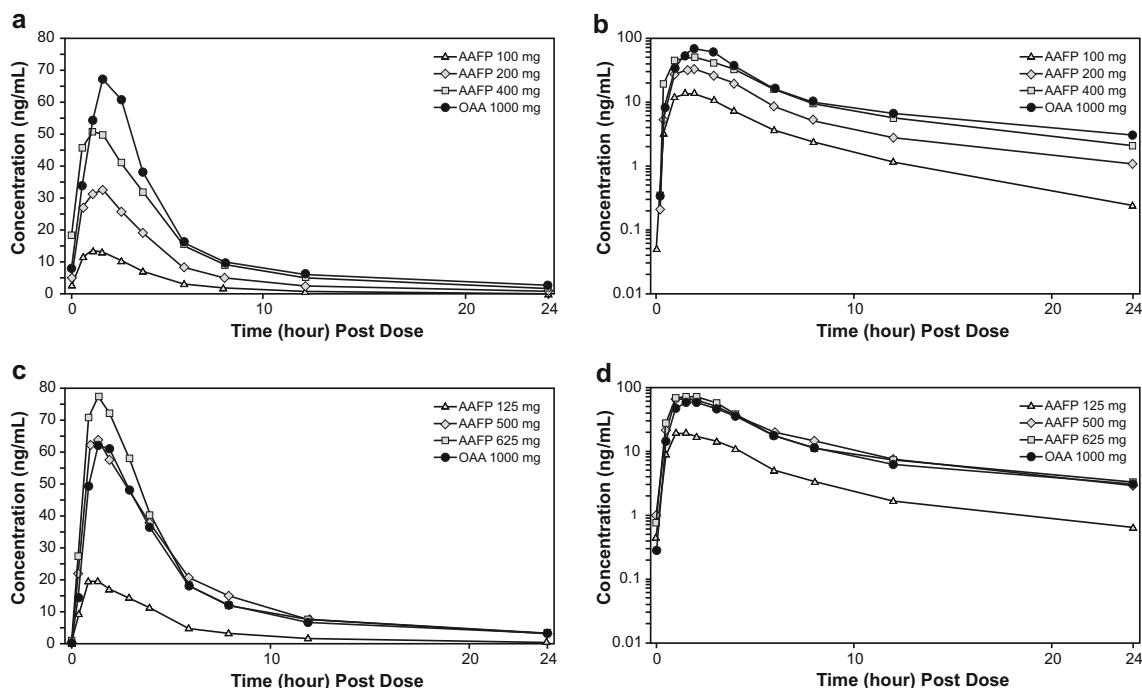 a
Concentration (ng/mL)
80
70
60
50
40
30
20
10
0
0
10
20
24
Time (hour) Post Dose
AAFP 100 mg
AAFP 200 mg
AAFP 400 mg
OAA 1000 mg
b
Concentration (ng/mL)
100
10
1
0.1
0.01
0
10
20
24
Time (hour) Post Dose
AAFP 100 mg
AAFP 200 mg
AAFP 400 mg
OAA 1000 mg
c
Concentration (ng/mL)
80
70
60
50
40
30
20
10
0
0
10
20
24
Time (hour) Post Dose
AAFP 125 mg
AAFP 500 mg
AAFP 625 mg
OAA 1000 mg
d
Concentration (ng/mL)
100
10
1
0.1
0.01
0
10
20
24
Time (hour) Post Dose
AAFP 125 mg
AAFP 500 mg
AAFP 625 mg
OAA 1000 mg